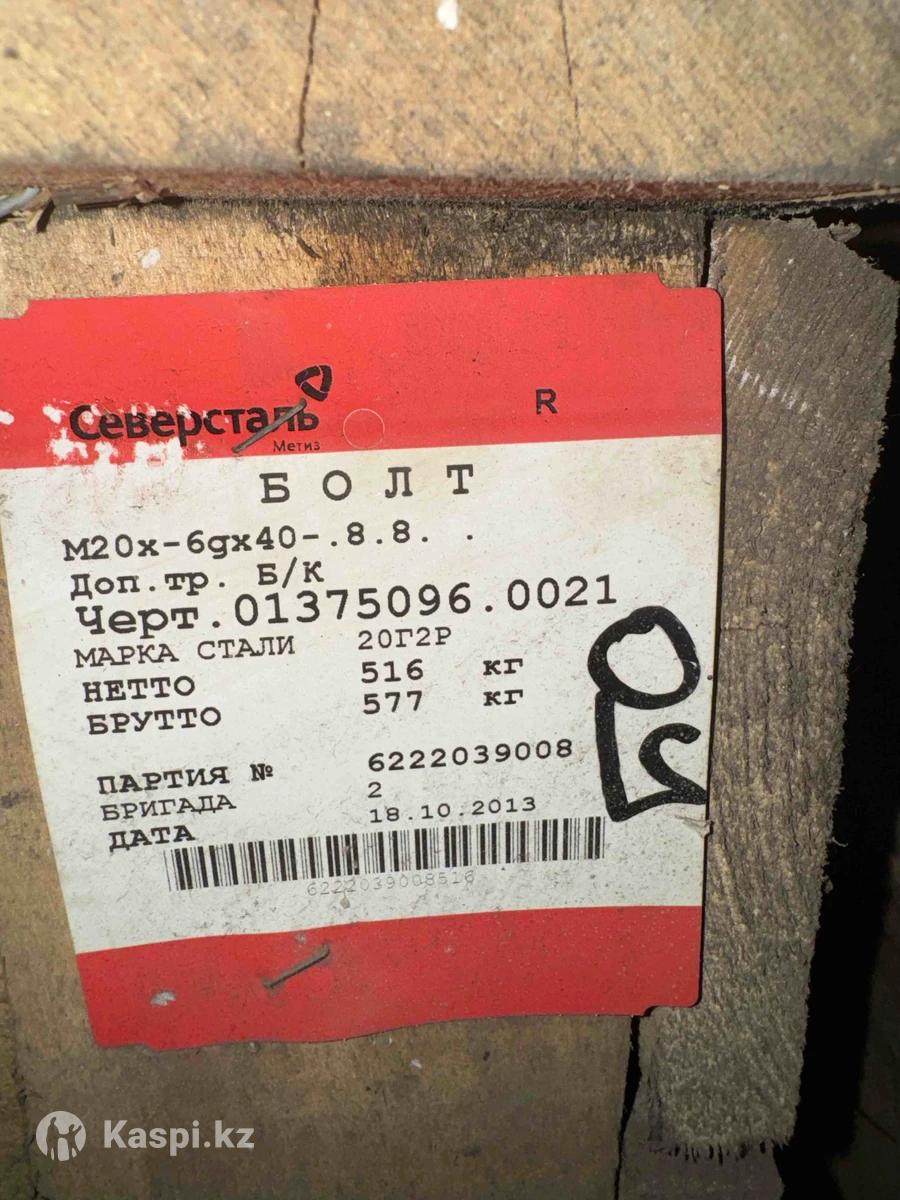 Северсталь
Метиз
R
БОЛТ
М20х-6gх40-.8.8. .
Доп.тр. Б/К
Черт.01375096.0021
МАРКА СТАЛИ 20Г2Р
НЕТТО 516 кг
БРУТТО 577 кг
ПАРТИЯ № 6222039008
БРИГАДА 2
ДАТА 18.10.2013
6222039008516
Kaspi.kz